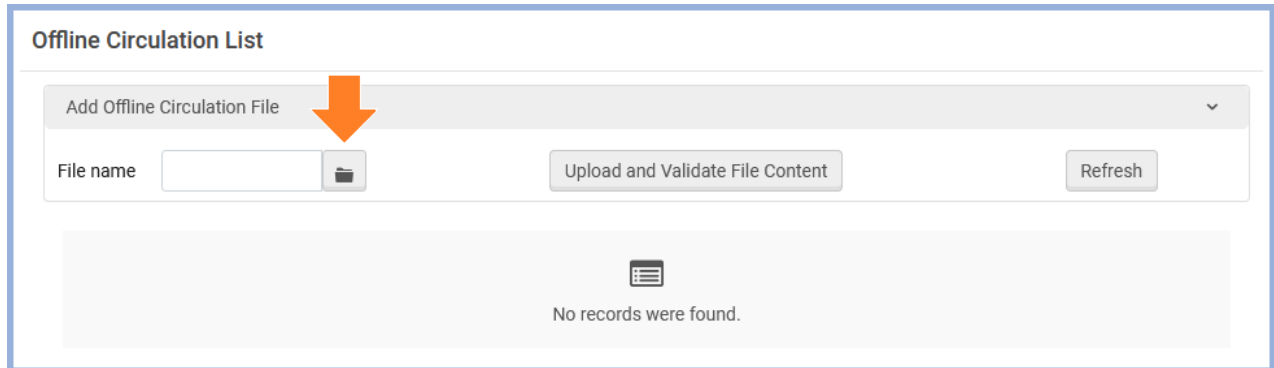 Offline Circulation List
Add Offline Circulation File
File name
Upload and Validate File Content
Refresh
No records were found.